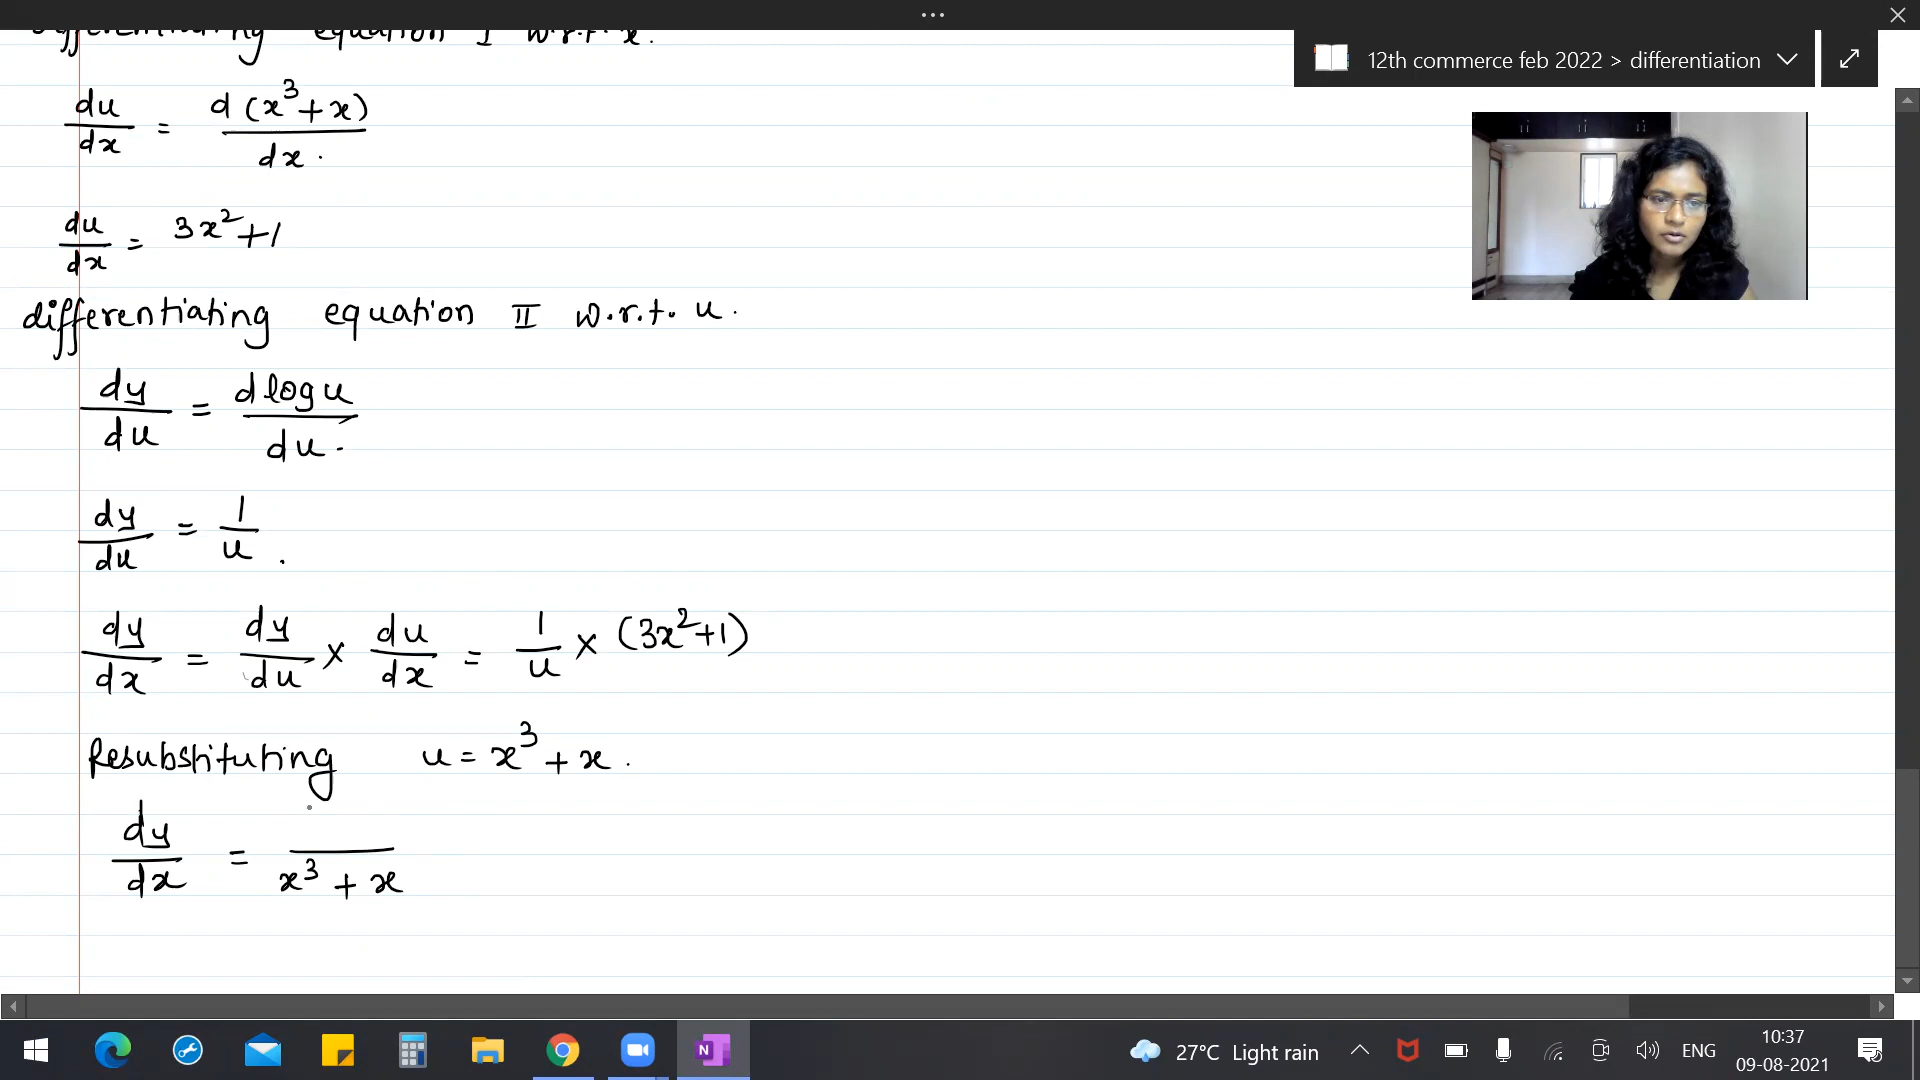 differentiating equation I w.r.t. x.
12th commerce feb 2022 > differentiation
du/dx = d(x³+x)/dx.
du/dx = 3x²+1
differentiating equation II w.r.t. u.
dy/du = d log u/du.
dy/du = 1/u.
dy/dx = dy/du × du/dx = 1/u × (3x²+1)
Resubstituting u = x³ + x.
dy/dx = /x³ + x
27°C Light rain
ENG
10:37
09-08-2021